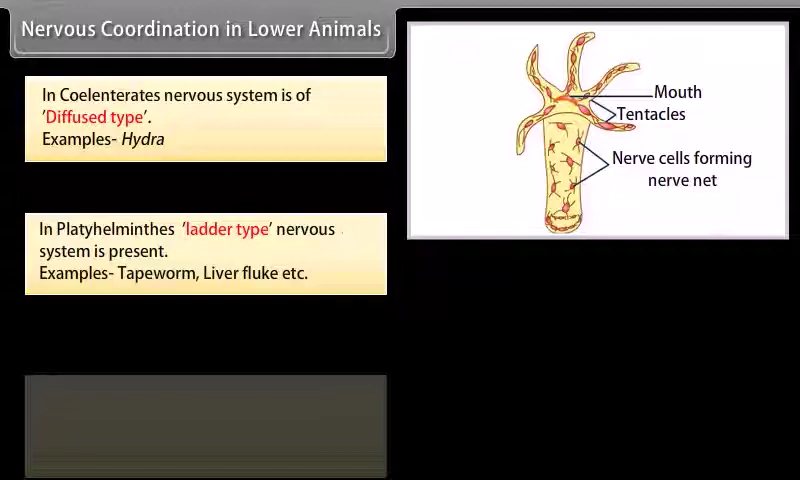 Nervous Coordination in Lower Animals
In Coelenterates nervous system is of
'Diffused type'.
Examples- Hydra
In Platyhelminthes 'ladder type' nervous
system is present.
Examples- Tapeworm, Liver fluke etc.
Mouth
Tentacles
Nerve cells forming
nerve net